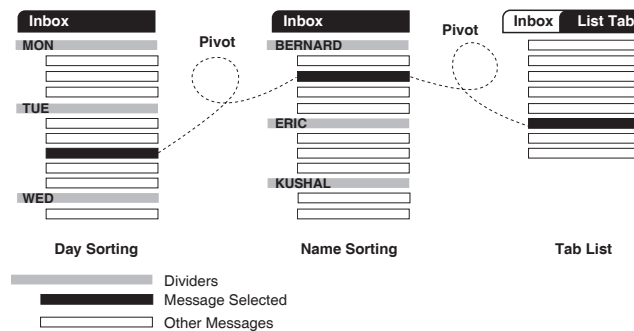 Inbox
MON
TUE
WED
Day Sorting
Pivot
Inbox
BERNARD
ERIC
KUSHAL
Name Sorting
Pivot
Inbox List Tab
Tab List
Dividers
Message Selected
Other Messages